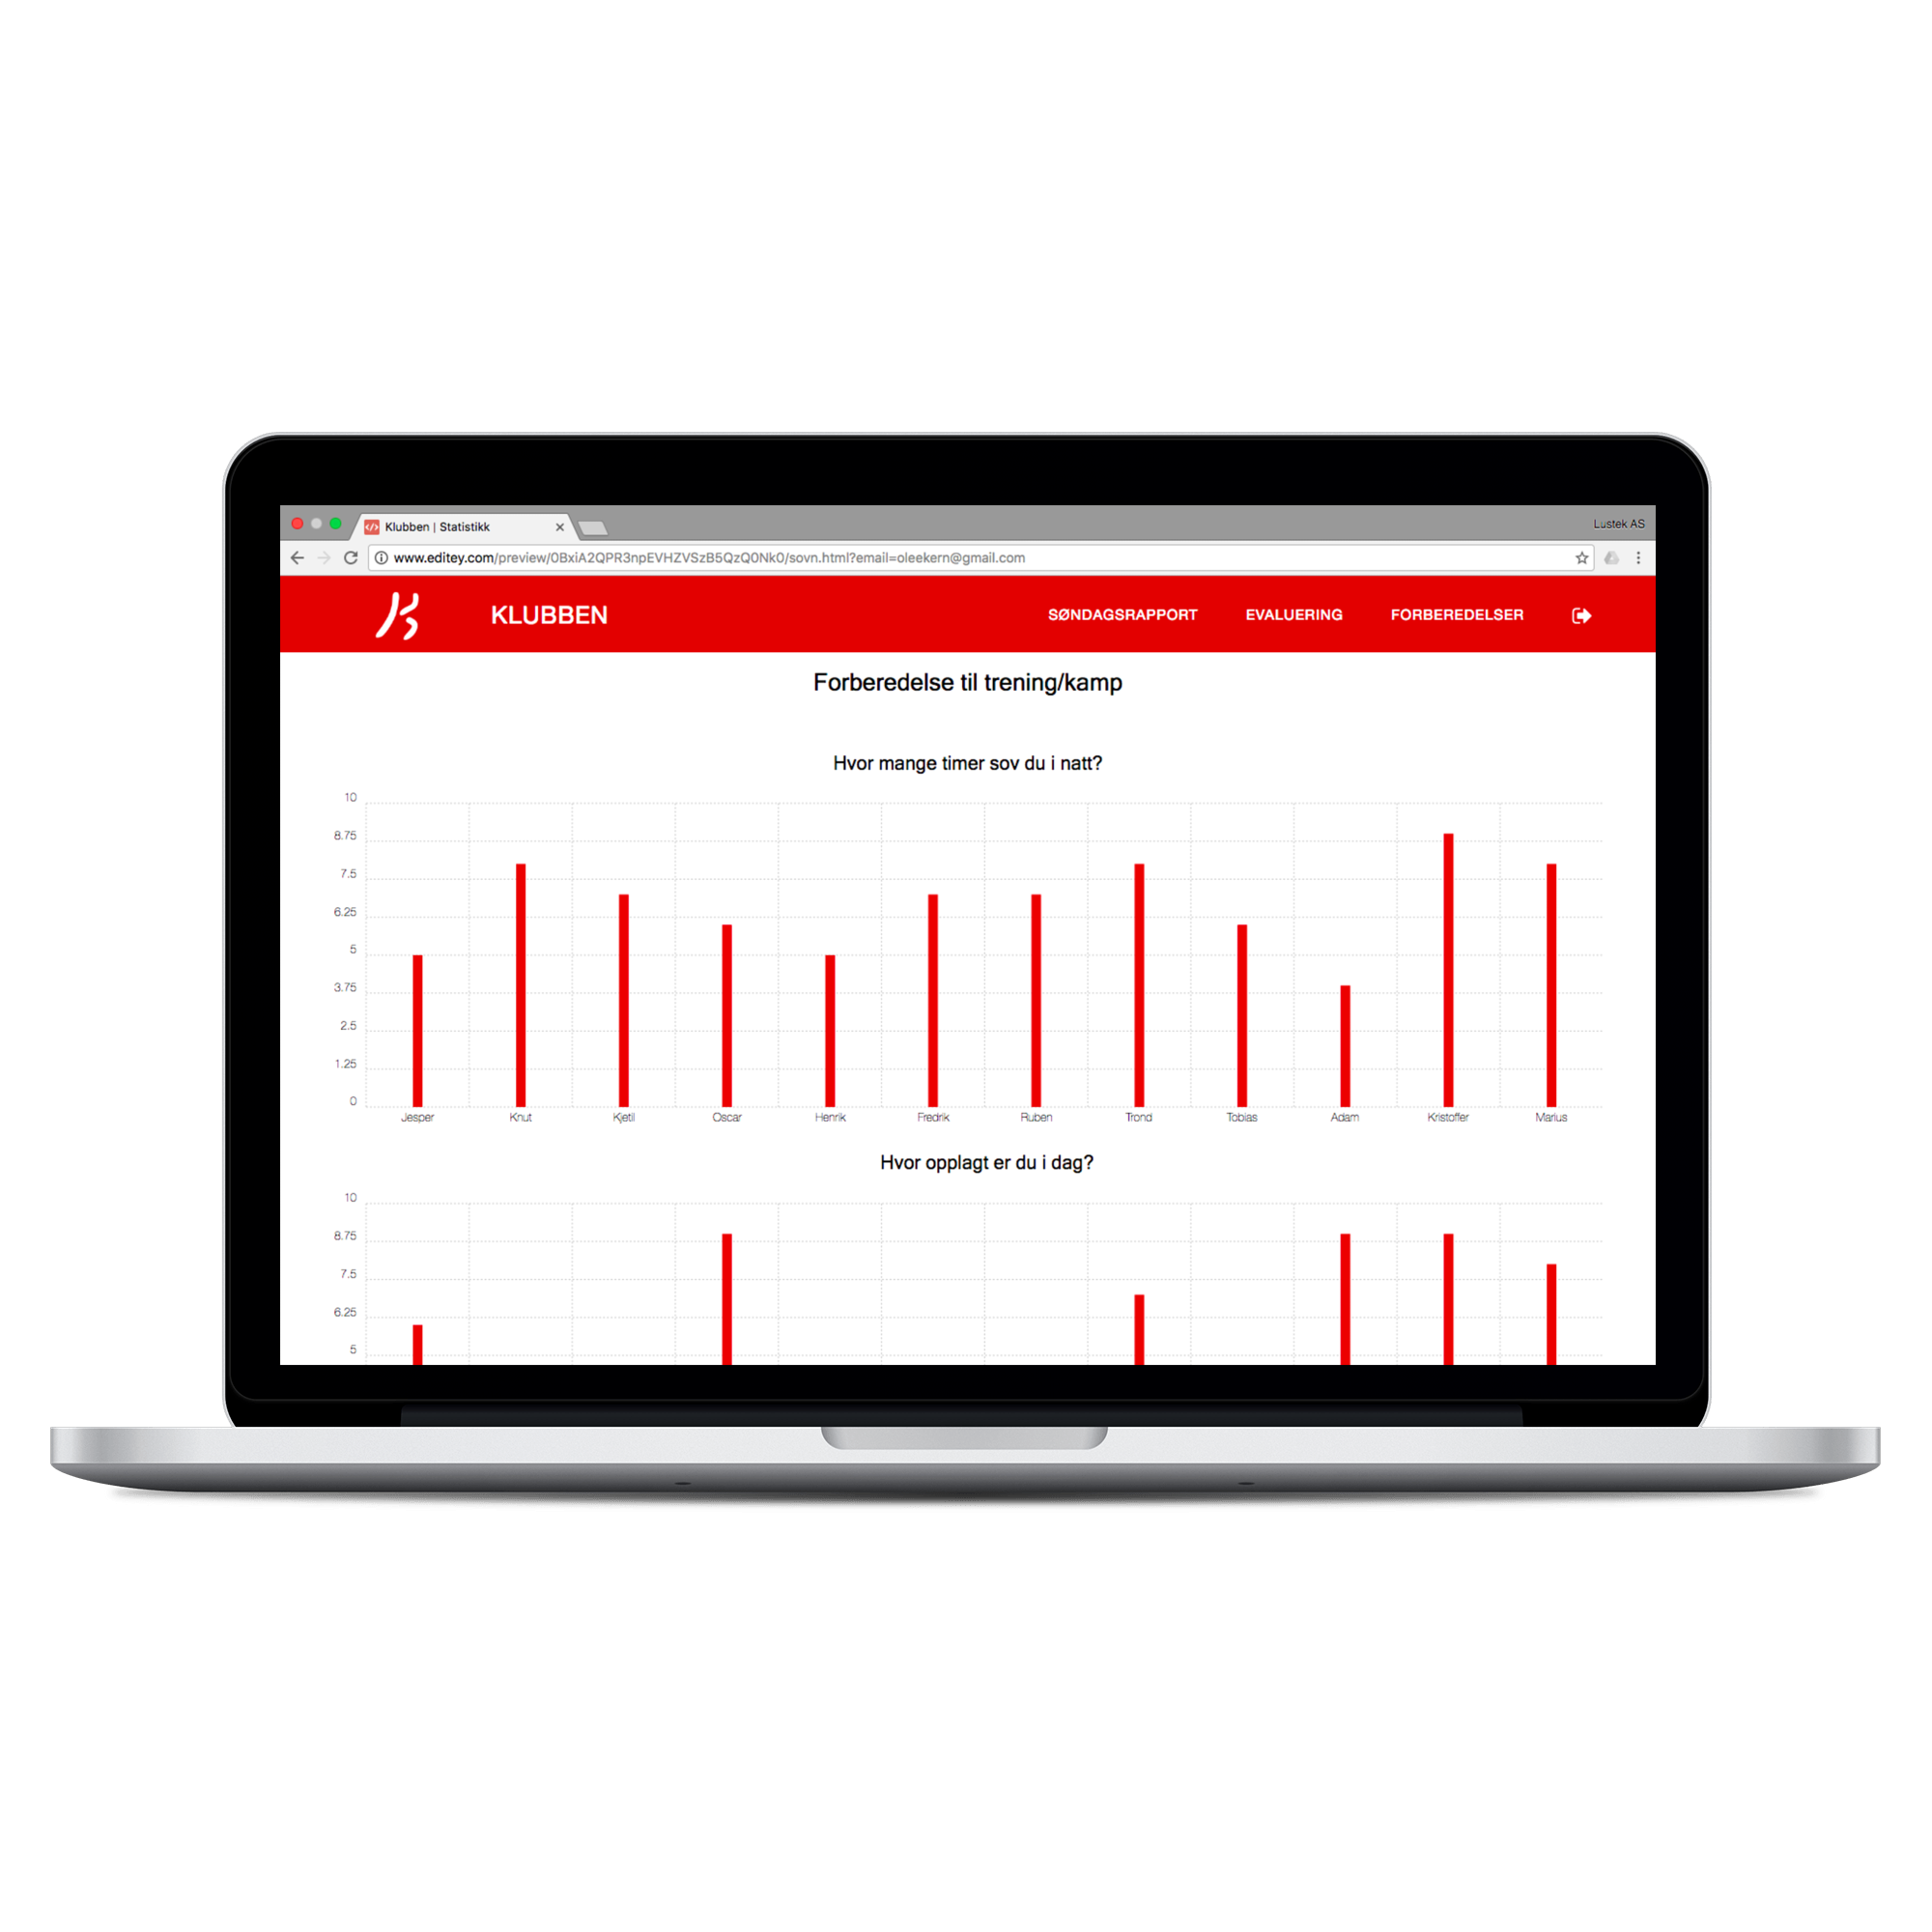 Klubben | Statistikk
Lustek AS
www.editey.com/preview/0BxiA2QPR3npEVHZVSzB5QzQ0Nk0/sovn.html?email=oleekern@gmail.com
KLUBBEN
SØNDAGSRAPPORT
EVALUERING
FORBEREDELSER
Forberedelse til trening/kamp
Hvor mange timer sov du i natt?
10
8.75
7.5
6.25
5
3.75
2.5
1.25
0
Jesper Knut Kjetil Oscar Henrik Fredrik Ruben Trond Tobias Adam Kristoffer Marius
Hvor opplagt er du i dag?
10
8.75
7.5
6.25
5